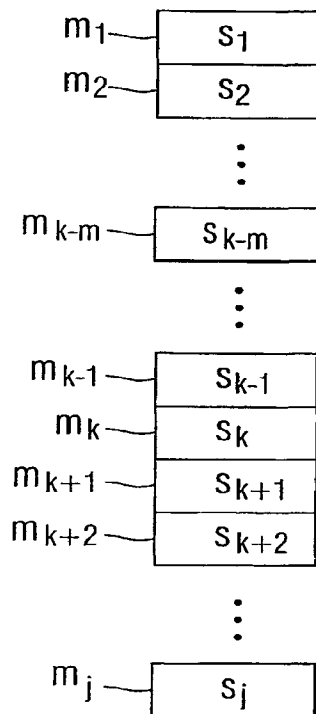 m₁ s₁
m₂ s₂
mₖ₋ₘ sₖ₋ₘ
mₖ₋₁ sₖ₋₁
mₖ sₖ
mₖ₊₁ sₖ₊₁
mₖ₊₂ sₖ₊₂
mⱼ sⱼ